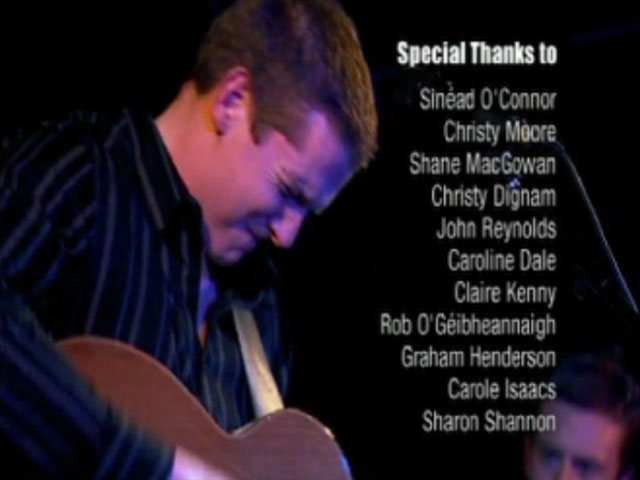 Special Thanks to
Sinéad O'Connor
Christy Moore
Shane MacGowan
Christy Dignam
John Reynolds
Caroline Dale
Claire Kenny
Rob O'Géibheannaigh
Graham Henderson
Carole Isaacs
Sharon Shannon